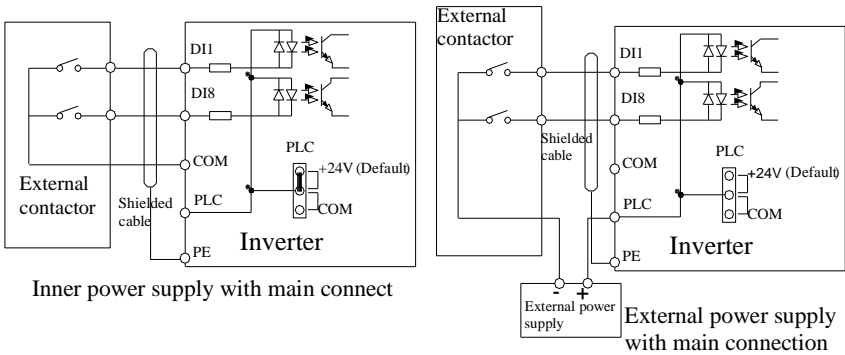 DI1
DI8
COM
PLC
PE
External
contactor
Shielded
cable
PLC
+24V (Default)
COM
Inverter
Inner power supply with main connect
External
contactor
DI1
DI8
Shielded
cable
COM
PLC
PE
PLC
+24V (Default)
COM
Inverter
- +
External power
supply
External power supply
with main connection